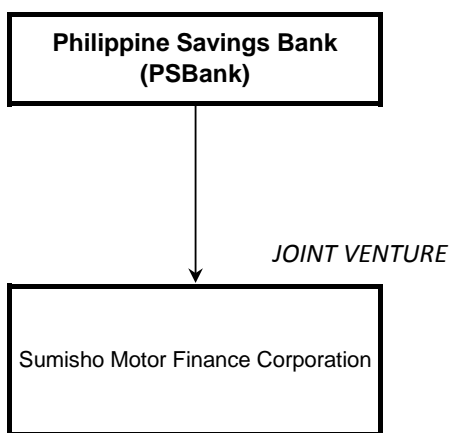 Philippine Savings Bank
(PSBank)
JOINT VENTURE
Sumisho Motor Finance Corporation